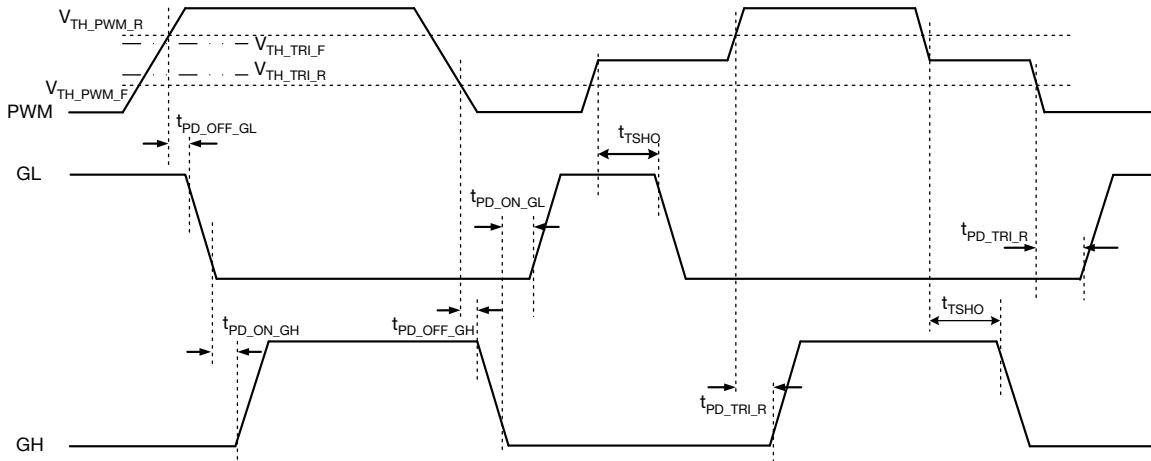 V_TH_PWM_R
V_TH_TRI_F
V_TH_TRI_R
V_TH_PWM_F
PWM
t_PD_OFF_GL
t_TSHO
GL
t_PD_ON_GL
t_PD_TRI_R
t_TSHO
t_PD_ON_GH
t_PD_OFF_GH
t_PD_TRI_R
GH